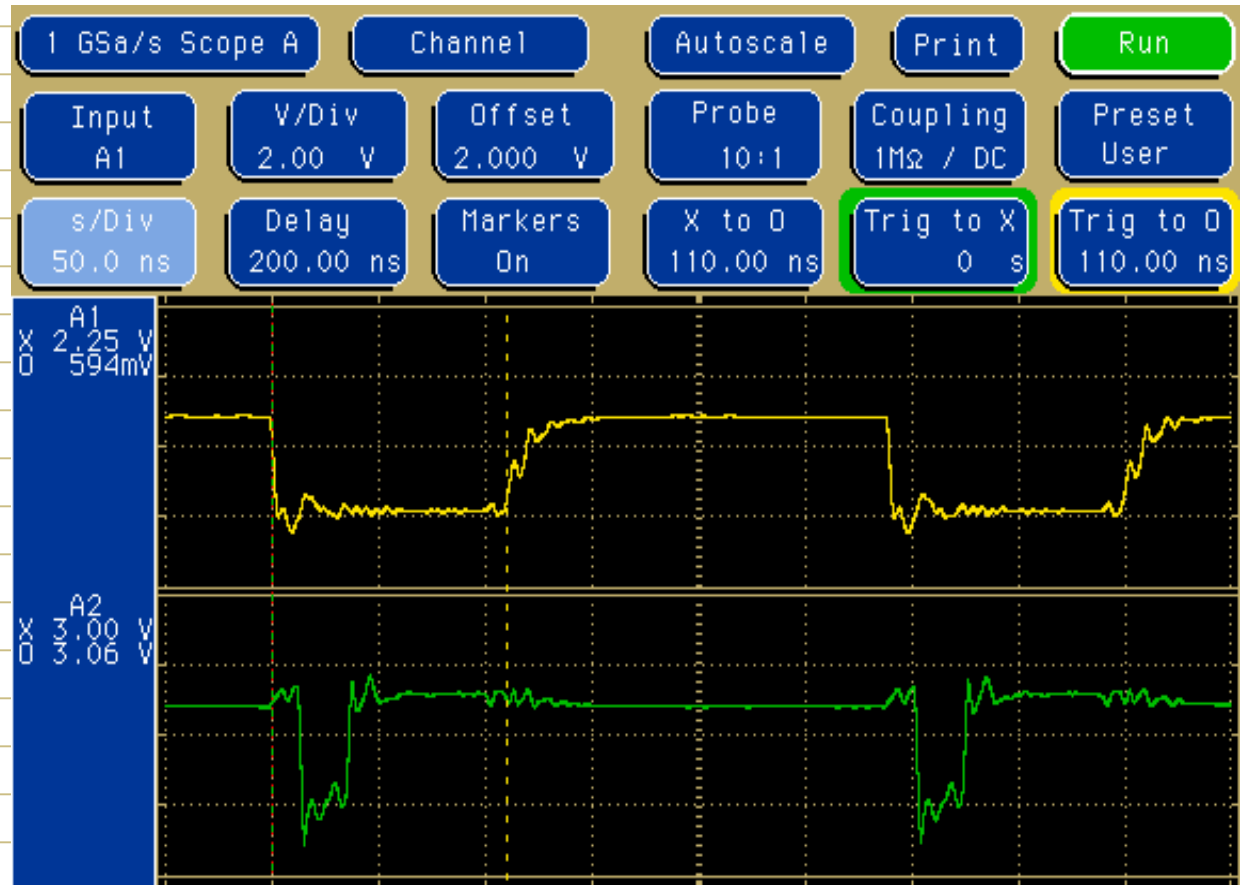 1 GSa/s Scope A Channel Autoscale Print Run
Input V/Div Offset Probe Coupling Preset
A1 2.00 V 2.000 V 10:1 1MΩ / DC User
s/Div Delay Markers X to O Trig to X Trig to O
50.0 ns 200.00 ns On 110.00 ns 0 s 110.00 ns
A1
X 2.25 V
O 594mV
A2
X 3.00 V
O 3.06 V